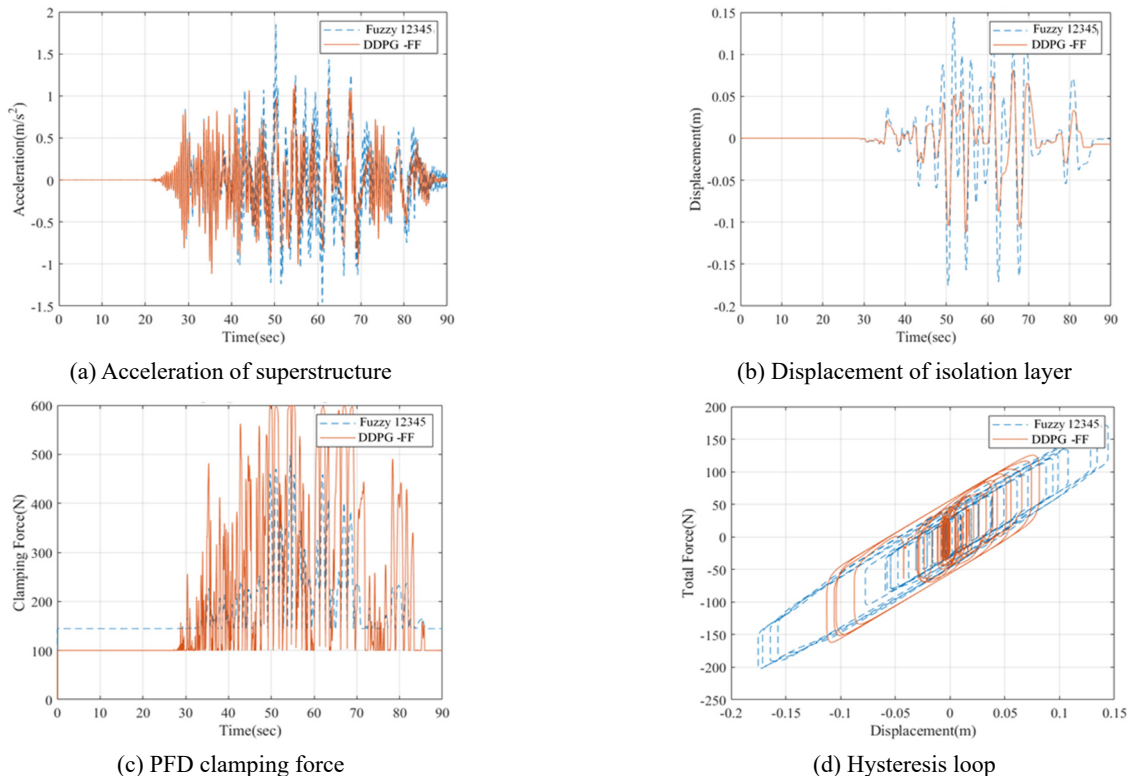 2
1.5
1
0.5
0
-0.5
-1
-1.5
Acceleration(m/s²)
0 10 20 30 40 50 60 70 80 90
Time(sec)
Fuzzy 12345
DDPG -FF
(a) Acceleration of superstructure
0.15
0.1
0.05
0
-0.05
-0.1
-0.15
-0.2
Displacement(m)
0 10 20 30 40 50 60 70 80 90
Time(sec)
Fuzzy 12345
DDPG -FF
(b) Displacement of isolation layer
600
500
400
300
200
100
0
Clamping Force(N)
0 10 20 30 40 50 60 70 80 90
Time(sec)
Fuzzy 12345
DDPG -FF
(c) PFD clamping force
200
150
100
50
0
-50
-100
-150
-200
-250
Total Force(N)
-0.2 -0.15 -0.1 -0.05 0 0.05 0.1 0.15
Displacement(m)
Fuzzy 12345
DDPG -FF
(d) Hysteresis loop